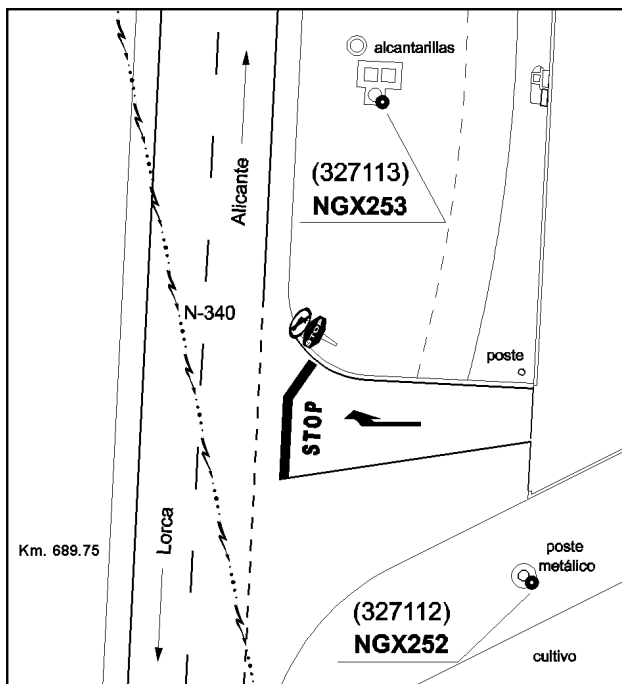 alcantarillas
Alicante
(327113)
NGX253
N-340
poste
STOP
Lorca
Km. 689.75
poste
metálico
(327112)
NGX252
cultivo